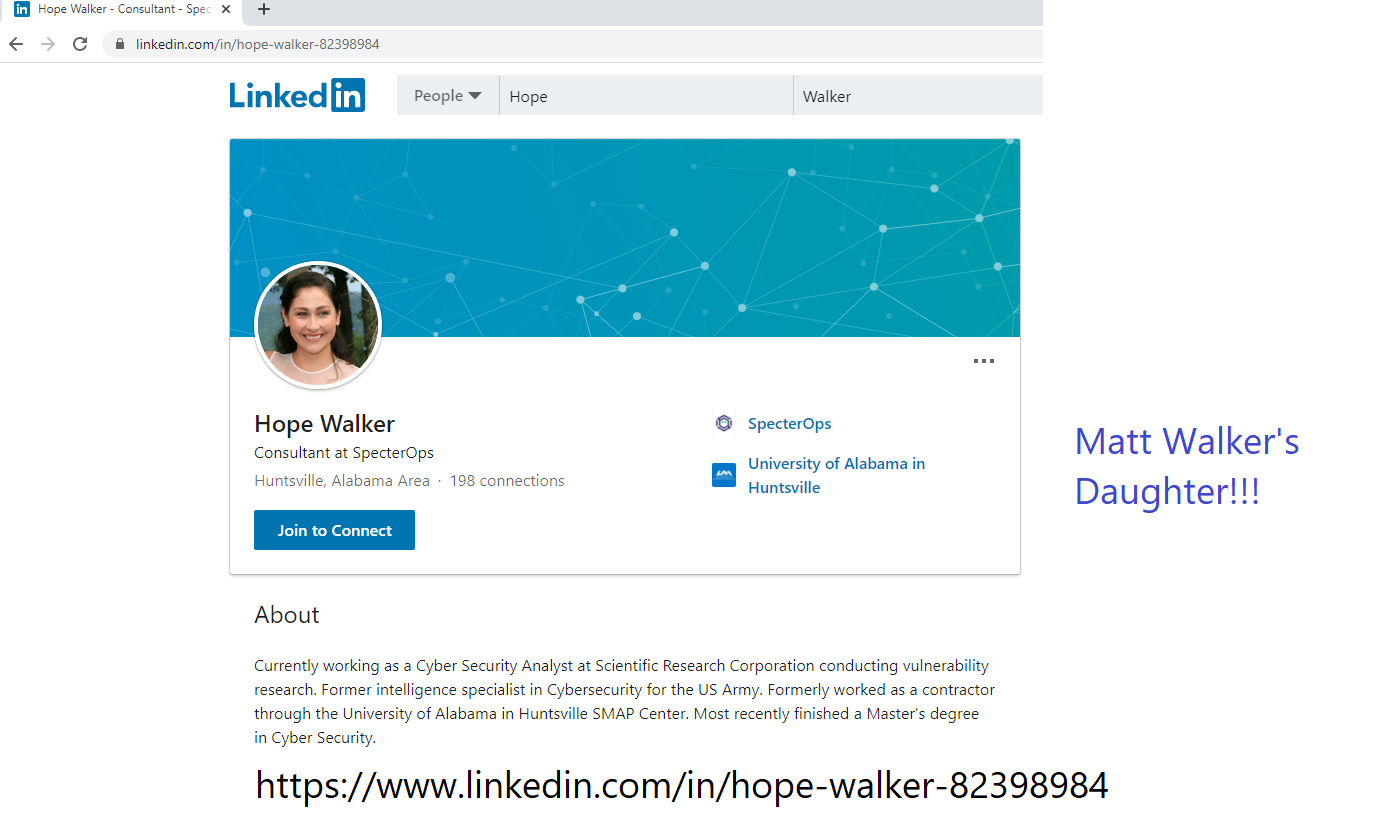 Hope Walker - Consultant - Spec
linkedin.com/in/hope-walker-82398984
Linkedin
People
Hope
Walker
Hope Walker
Consultant at SpecterOps
Huntsville, Alabama Area · 198 connections
Join to Connect
SpecterOps
University of Alabama in
Huntsville
Matt Walker's
Daughter!!!
About
Currently working as a Cyber Security Analyst at Scientific Research Corporation conducting vulnerability
research. Former intelligence specialist in Cybersecurity for the US Army. Formerly worked as a contractor
through the University of Alabama in Huntsville SMAP Center. Most recently finished a Master's degree
in Cyber Security.
https://www.linkedin.com/in/hope-walker-82398984